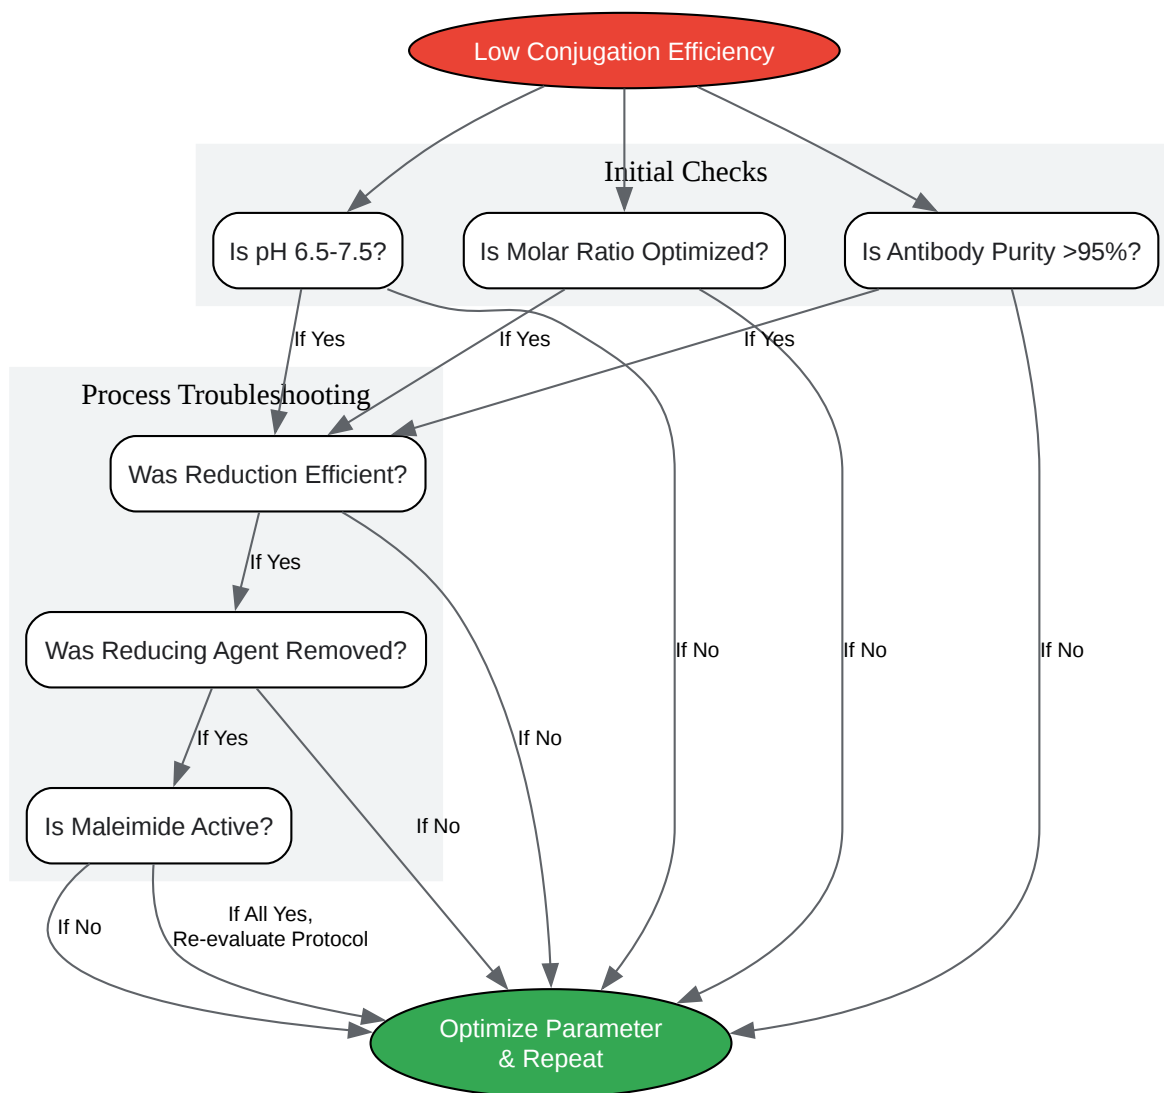 Low Conjugation Efficiency
Initial Checks
Is pH 6.5-7.5?
Is Molar Ratio Optimized?
Is Antibody Purity >95%?
If Yes
If Yes
If Yes
Process Troubleshooting
Was Reduction Efficient?
If Yes
Was Reducing Agent Removed?
If No
If No
If No
If Yes
If No
Is Maleimide Active?
If No
If All Yes,
Re-evaluate Protocol
If No
Optimize Parameter
& Repeat